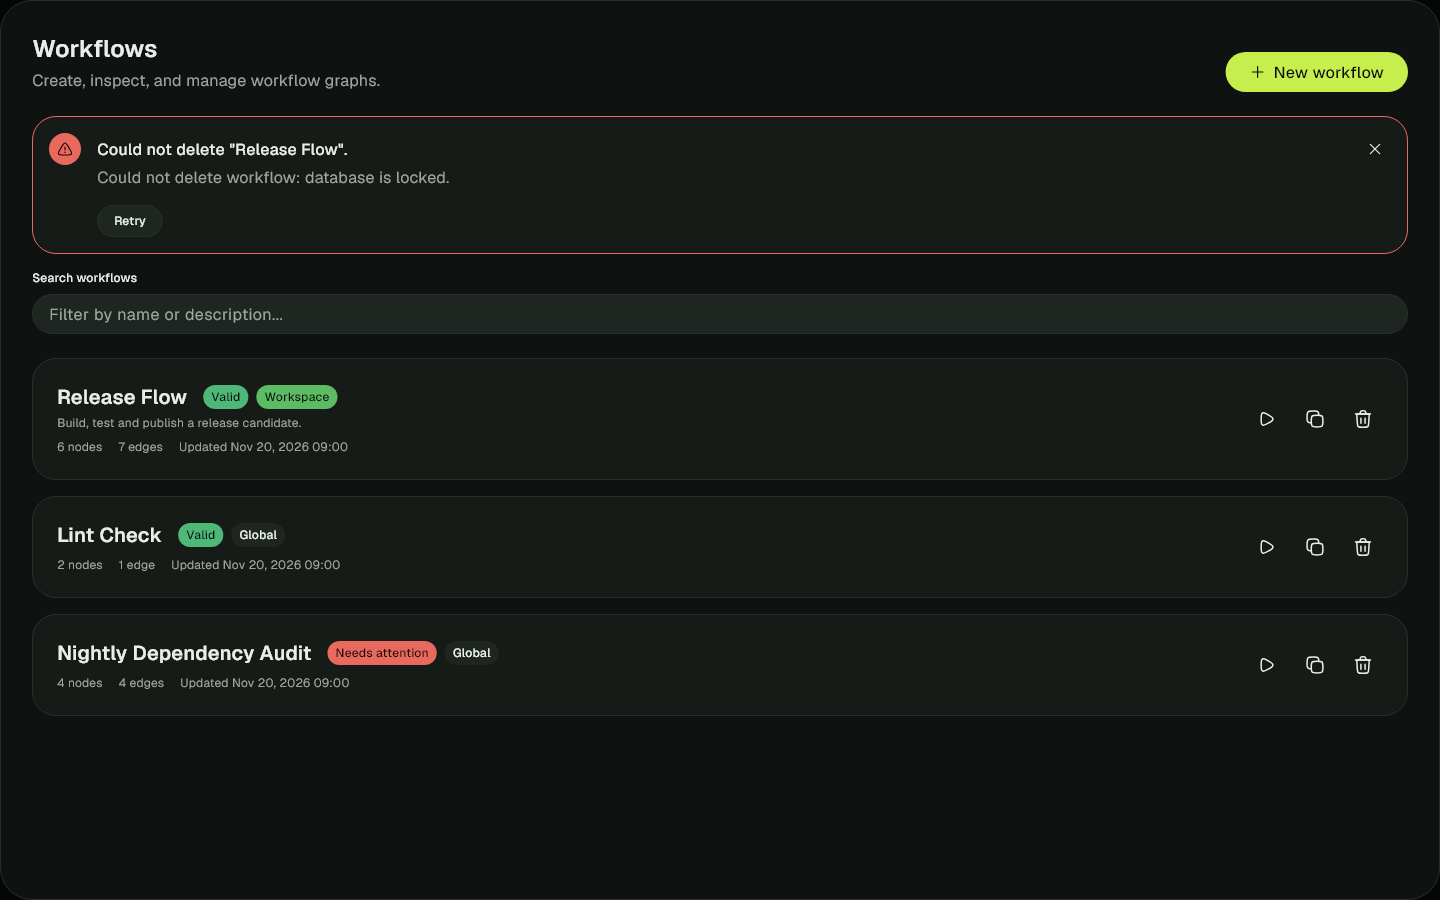 Workflows
Create, inspect, and manage workflow graphs.
New workflow
Could not delete "Release Flow".
Could not delete workflow: database is locked.
Retry
Search workflows
Filter by name or description...
Release Flow Valid Workspace
Build, test and publish a release candidate.
6 nodes 7 edges Updated Nov 20, 2026 09:00
Lint Check Valid Global
2 nodes 1 edge Updated Nov 20, 2026 09:00
Nightly Dependency Audit Needs attention Global
4 nodes 4 edges Updated Nov 20, 2026 09:00